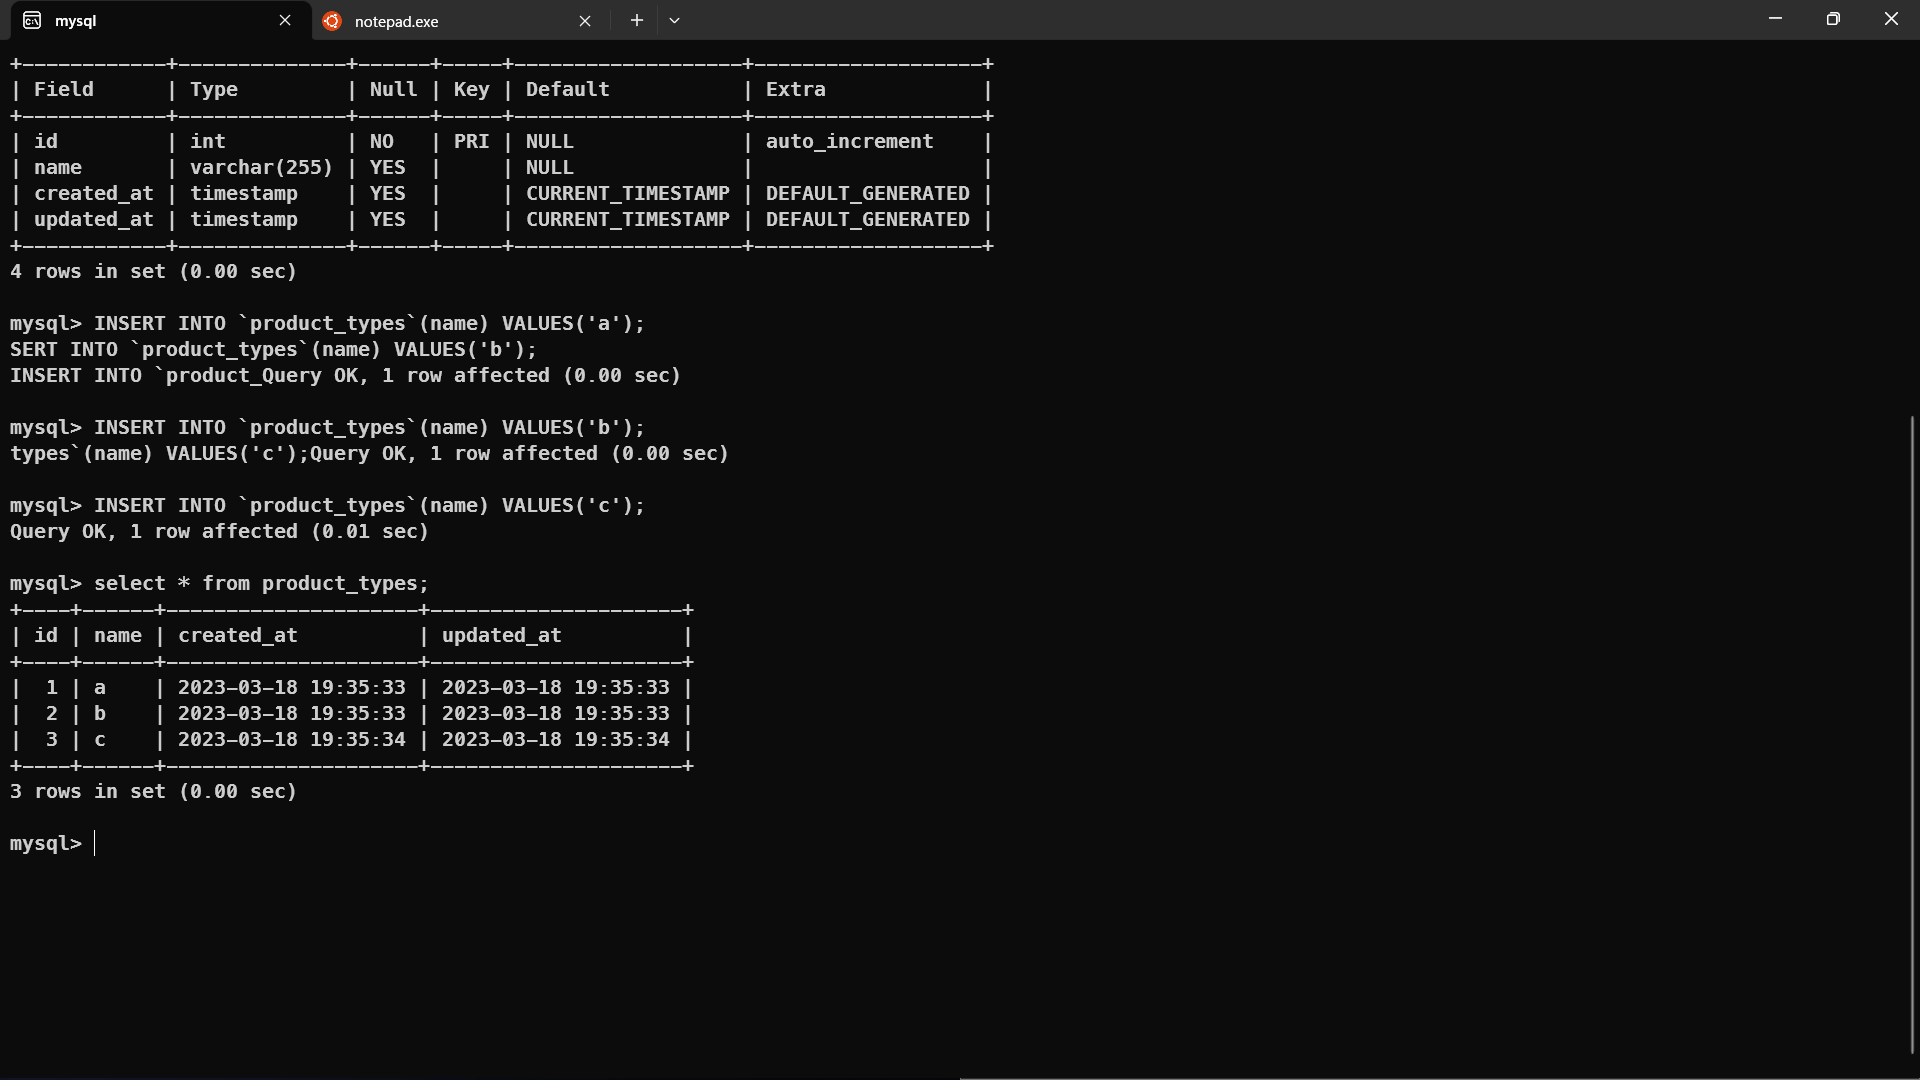 mysql
notepad.exe
+------------+--------------+------+-----+-------------------+-------------------+
| Field      | Type         | Null | Key | Default           | Extra             |
+------------+--------------+------+-----+-------------------+-------------------+
| id         | int          | NO   | PRI | NULL              | auto_increment    |
| name       | varchar(255) | YES  |     | NULL              |                   |
| created_at | timestamp    | YES  |     | CURRENT_TIMESTAMP | DEFAULT_GENERATED |
| updated_at | timestamp    | YES  |     | CURRENT_TIMESTAMP | DEFAULT_GENERATED |
+------------+--------------+------+-----+-------------------+-------------------+
4 rows in set (0.00 sec)

mysql> INSERT INTO `product_types`(name) VALUES('a');
SERT INTO `product_types`(name) VALUES('b');
INSERT INTO `product_Query OK, 1 row affected (0.00 sec)

mysql> INSERT INTO `product_types`(name) VALUES('b');
types`(name) VALUES('c');Query OK, 1 row affected (0.00 sec)

mysql> INSERT INTO `product_types`(name) VALUES('c');
Query OK, 1 row affected (0.01 sec)

mysql> select * from product_types;
+----+------+---------------------+---------------------+
| id | name | created_at          | updated_at          |
+----+------+---------------------+---------------------+
|  1 | a    | 2023-03-18 19:35:33 | 2023-03-18 19:35:33 |
|  2 | b    | 2023-03-18 19:35:33 | 2023-03-18 19:35:33 |
|  3 | c    | 2023-03-18 19:35:34 | 2023-03-18 19:35:34 |
+----+------+---------------------+---------------------+
3 rows in set (0.00 sec)

mysql>